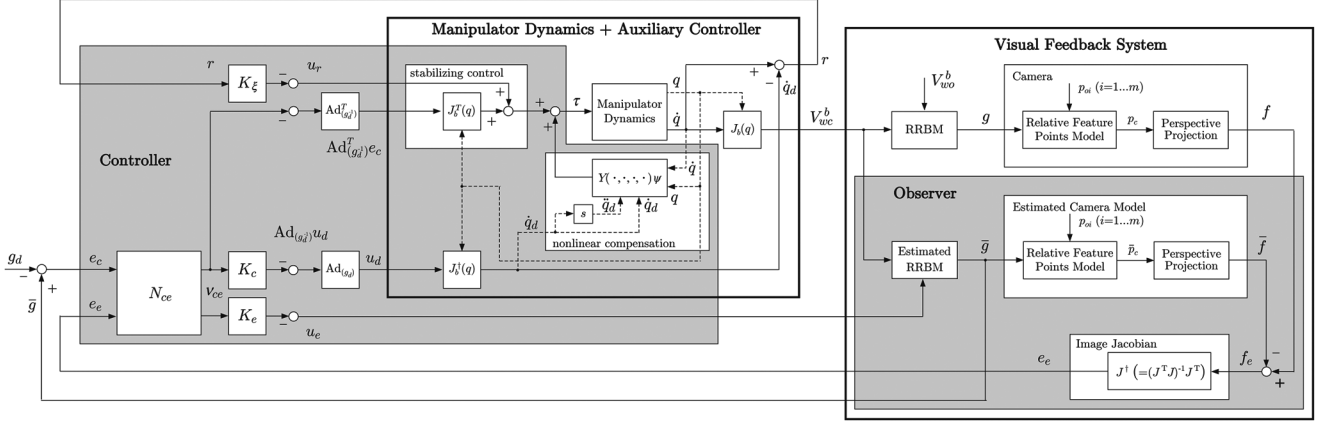 Manipulator Dynamics + Auxiliary Controller
Visual Feedback System
Controller
Observer
r
K_ξ
−
u_r
−
Ad^T_(g_d^{-1})
Ad^T_(g_d^{-1}) e_c
stabilizing control
J_b^T(q)
+
+
+
+
τ
Manipulator
Dynamics
q
q̇
J_b(q)
+
−
r
q̇_d
V^b_wc
Y(·,·,·,·)ψ
q̇
q
s
q̈_d
q̇_d
q̇_d
nonlinear compensation
g_d
−
+
ḡ
e_c
e_e
N_ce
ν_ce
K_c
−
Ad_(g_d^{-1}) u_d
Ad_(g_d)
u_d
J_b^†(q)
K_e
−
u_e
V^b_wo
RRBM
g
Camera
p_oi (i=1...m)
Relative Feature
Points Model
p_c
Perspective
Projection
f
Estimated
RRBM
ḡ
Estimated Camera Model
p_oi (i=1...m)
Relative Feature
Points Model
p̄_c
Perspective
Projection
f̄
Image Jacobian
J^† (=(J^T J)^-1 J^T)
e_e
f_e
−
+